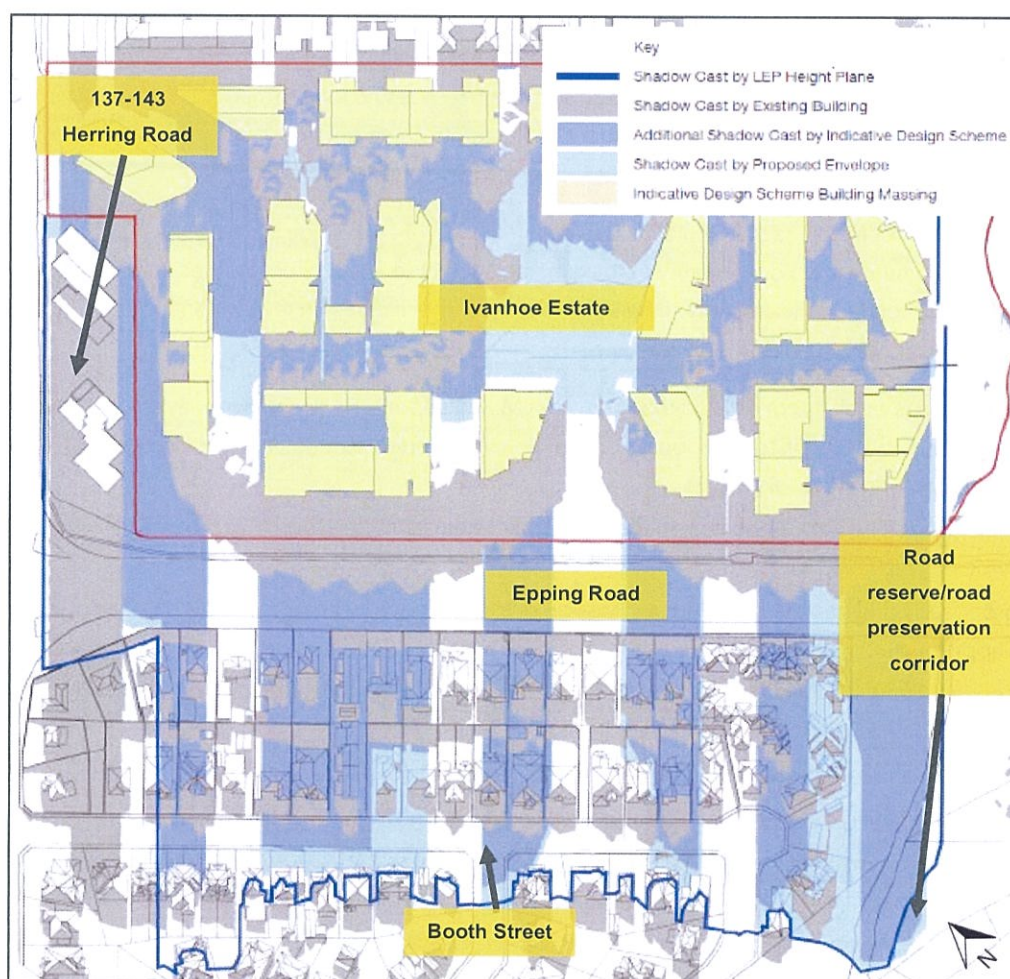 Key
Shadow Cast by LEP Height Plane
Shadow Cast by Existing Building
Additional Shadow Cast by Indicative Design Scheme
Shadow Cast by Proposed Envelope
Indicative Design Scheme Building Massing
137-143
Herring Road
Ivanhoe Estate
Epping Road
Road
reserve/road
preservation
corridor
Booth Street
N